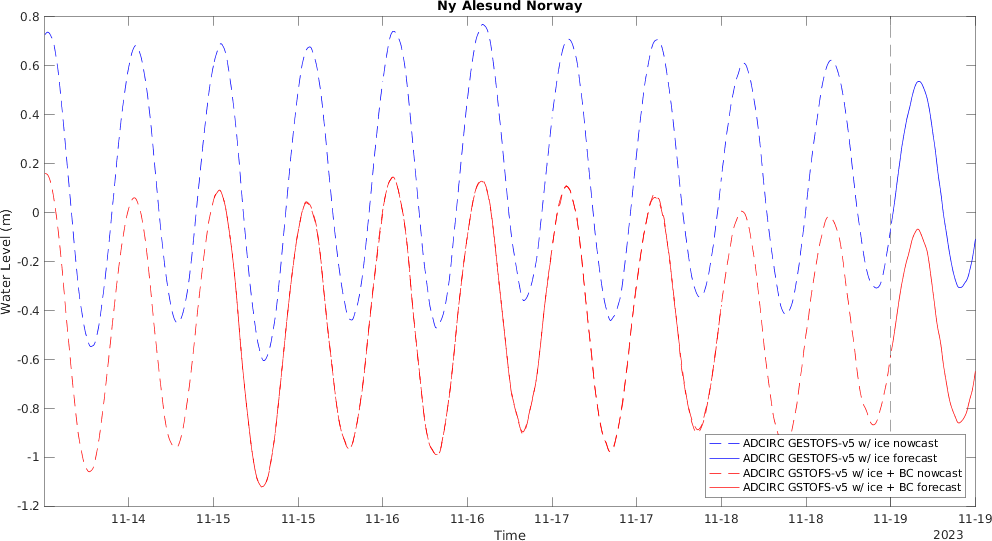 Ny Alesund Norway
Water Level (m)
0.8
0.6
0.4
0.2
0
-0.2
-0.4
-0.6
-0.8
-1
-1.2
ADCIRC GESTOFS-v5 w/ ice nowcast
ADCIRC GESTOFS-v5 w/ ice forecast
ADCIRC GSTOFS-v5 w/ ice + BC nowcast
ADCIRC GSTOFS-v5 w/ ice + BC forecast
11-14 11-15 11-15 11-16 11-16 11-17 11-17 11-18 11-18 11-19 11-19
Time
2023